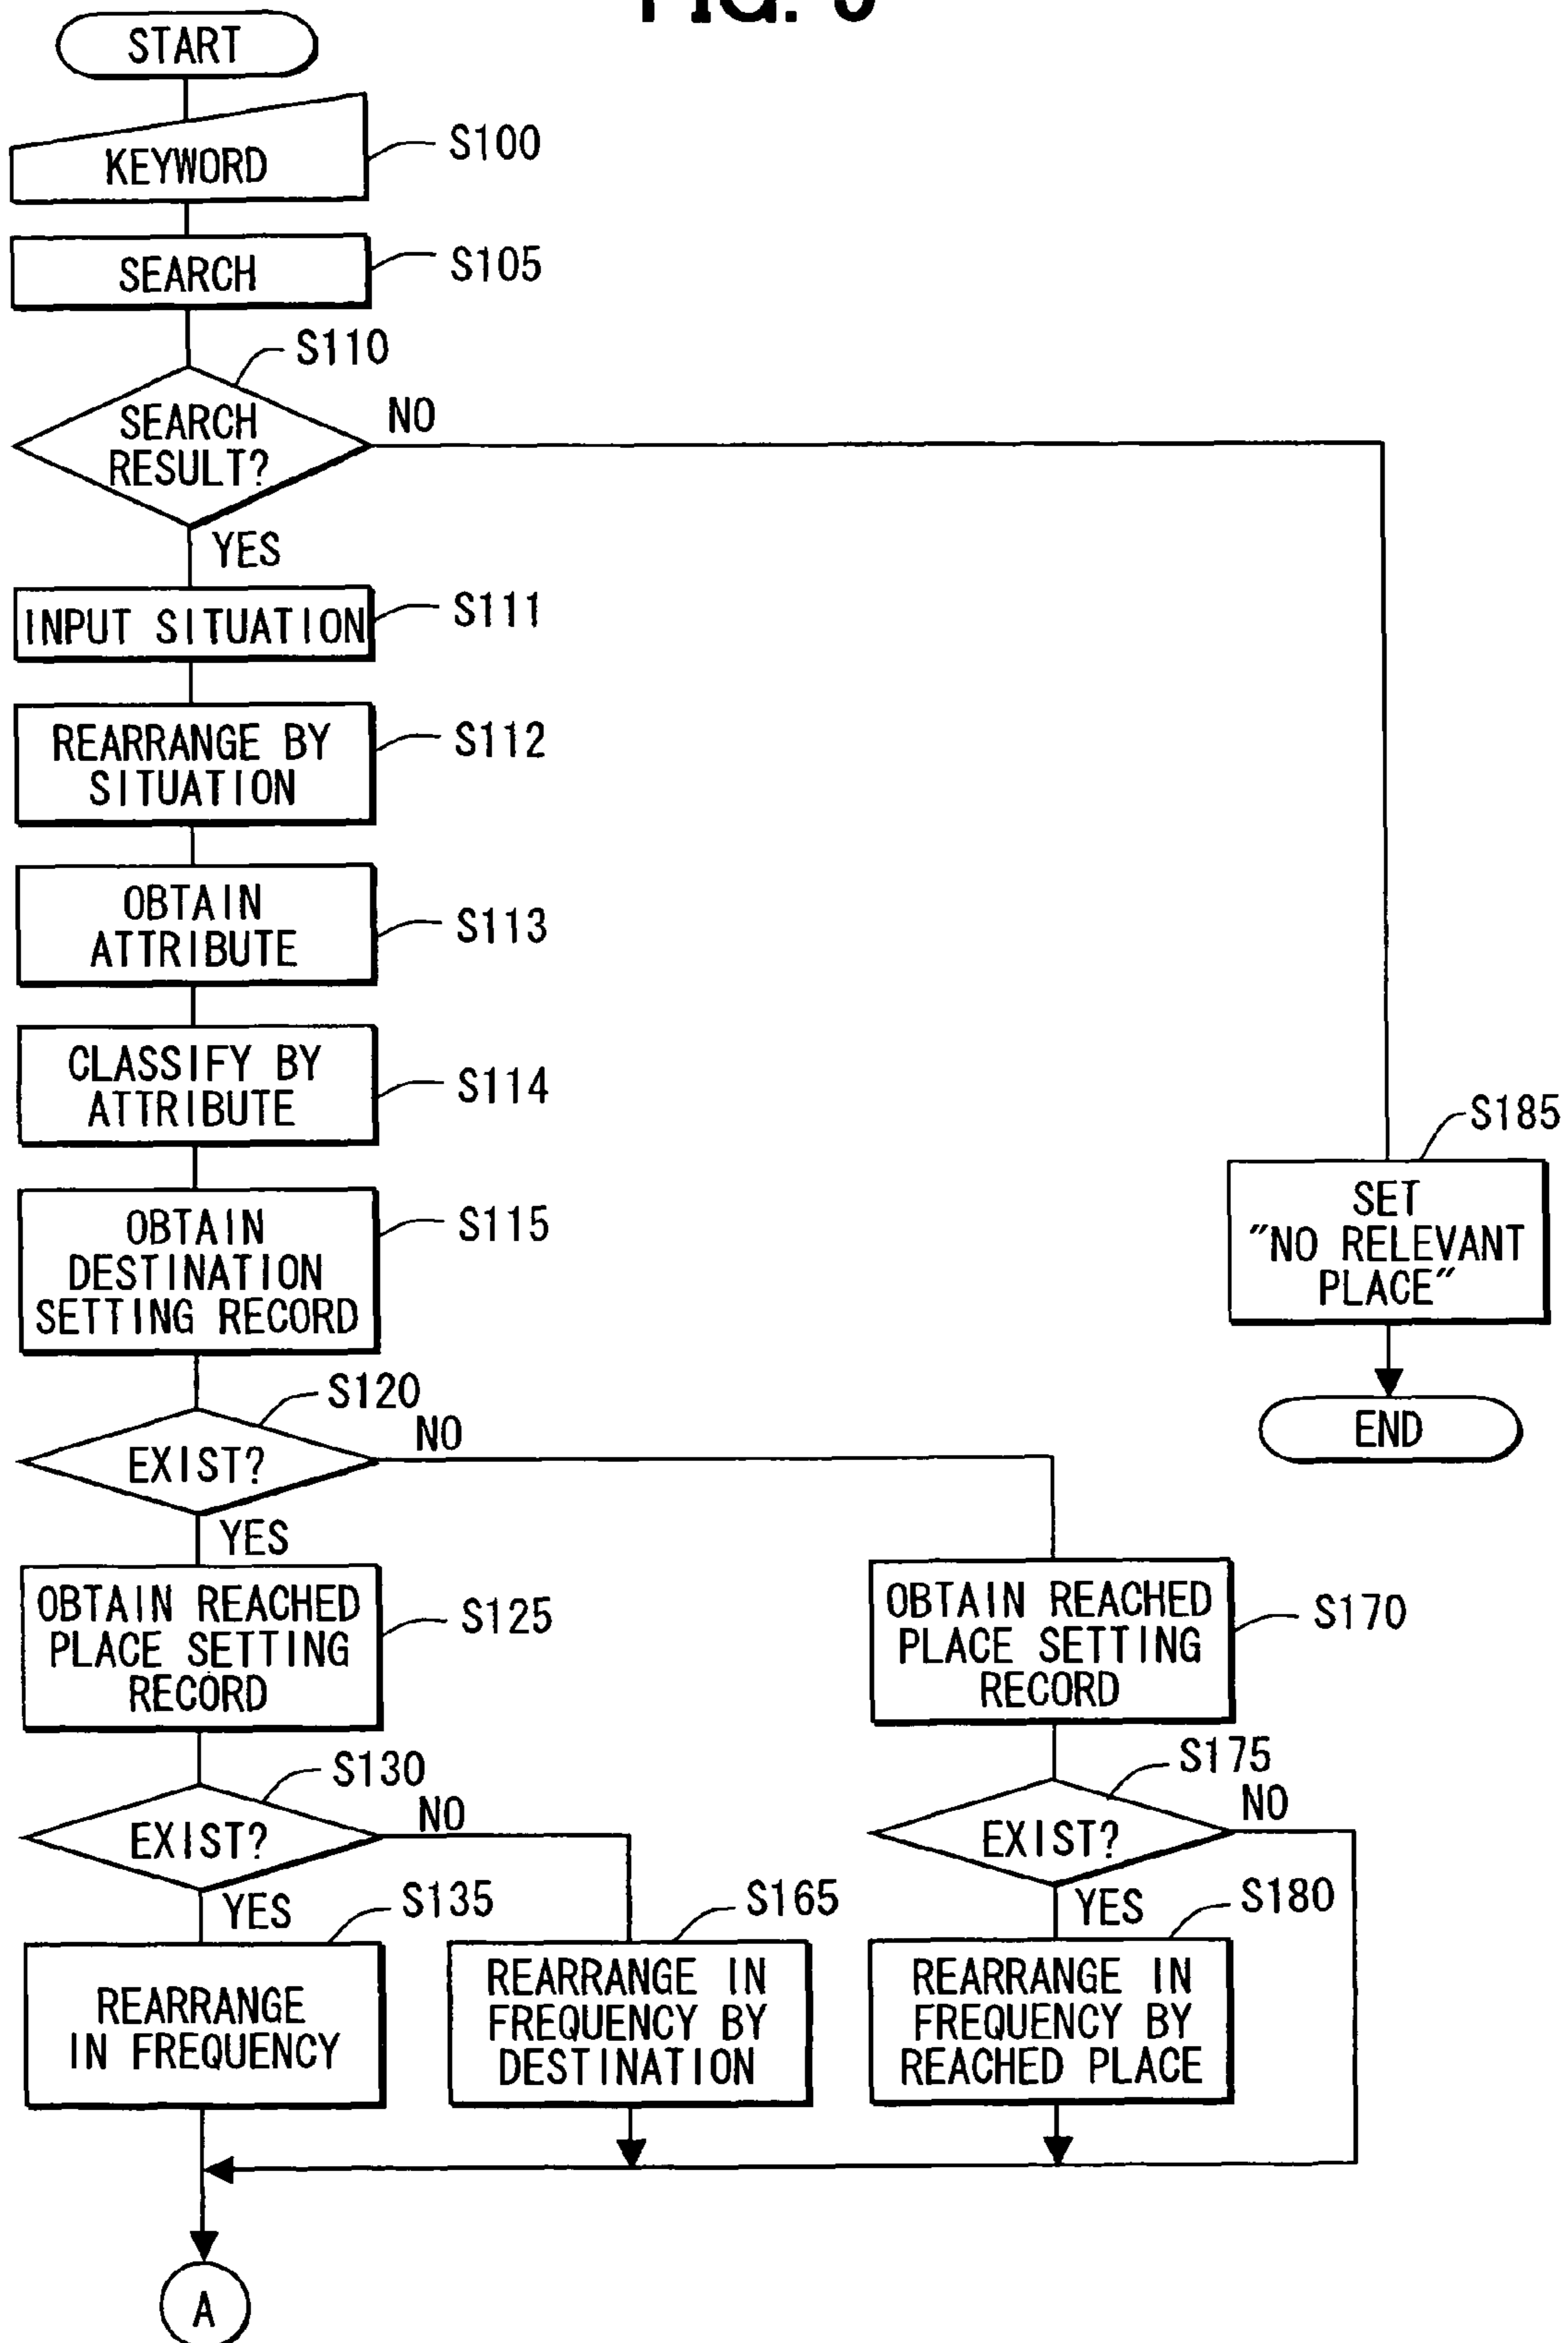 START
KEYWORD
S100
SEARCH
S105
S110
SEARCH
RESULT?
NO
YES
INPUT SITUATION
S111
REARRANGE BY
SITUATION
S112
OBTAIN
ATTRIBUTE
S113
CLASSIFY BY
ATTRIBUTE
S114
OBTAIN
DESTINATION
SETTING RECORD
S115
S185
SET
"NO RELEVANT
PLACE"
END
S120
EXIST?
NO
YES
OBTAIN REACHED
PLACE SETTING
RECORD
S125
OBTAIN REACHED
PLACE SETTING
RECORD
S170
S130
EXIST?
NO
YES
S175
EXIST?
NO
YES
S135
REARRANGE
IN FREQUENCY
S165
REARRANGE IN
FREQUENCY BY
DESTINATION
S180
REARRANGE IN
FREQUENCY BY
REACHED PLACE
A